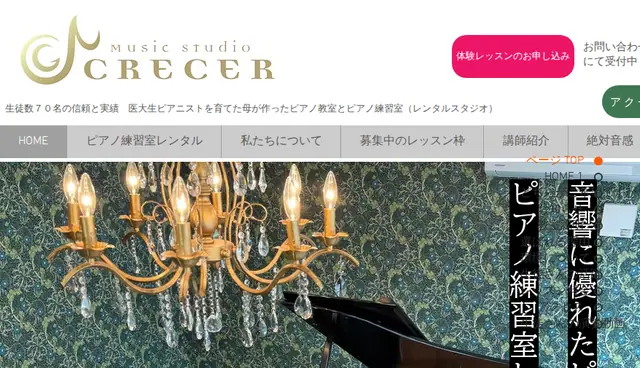 Music Studio
CRECER
体験レッスンのお申し込み
お問い合わ
にて受付中
アク
生徒数７０名の信頼と実績　医大生ピアニストを育てた母が作ったピアノ教室とピアノ練習室（レンタルスタジオ）
HOME
ピアノ練習室レンタル
私たちについて
募集中のレッスン枠
講師紹介
絶対音感
ページ TOP
HOME 1
音響に優れたピ
ピアノ練習室レ